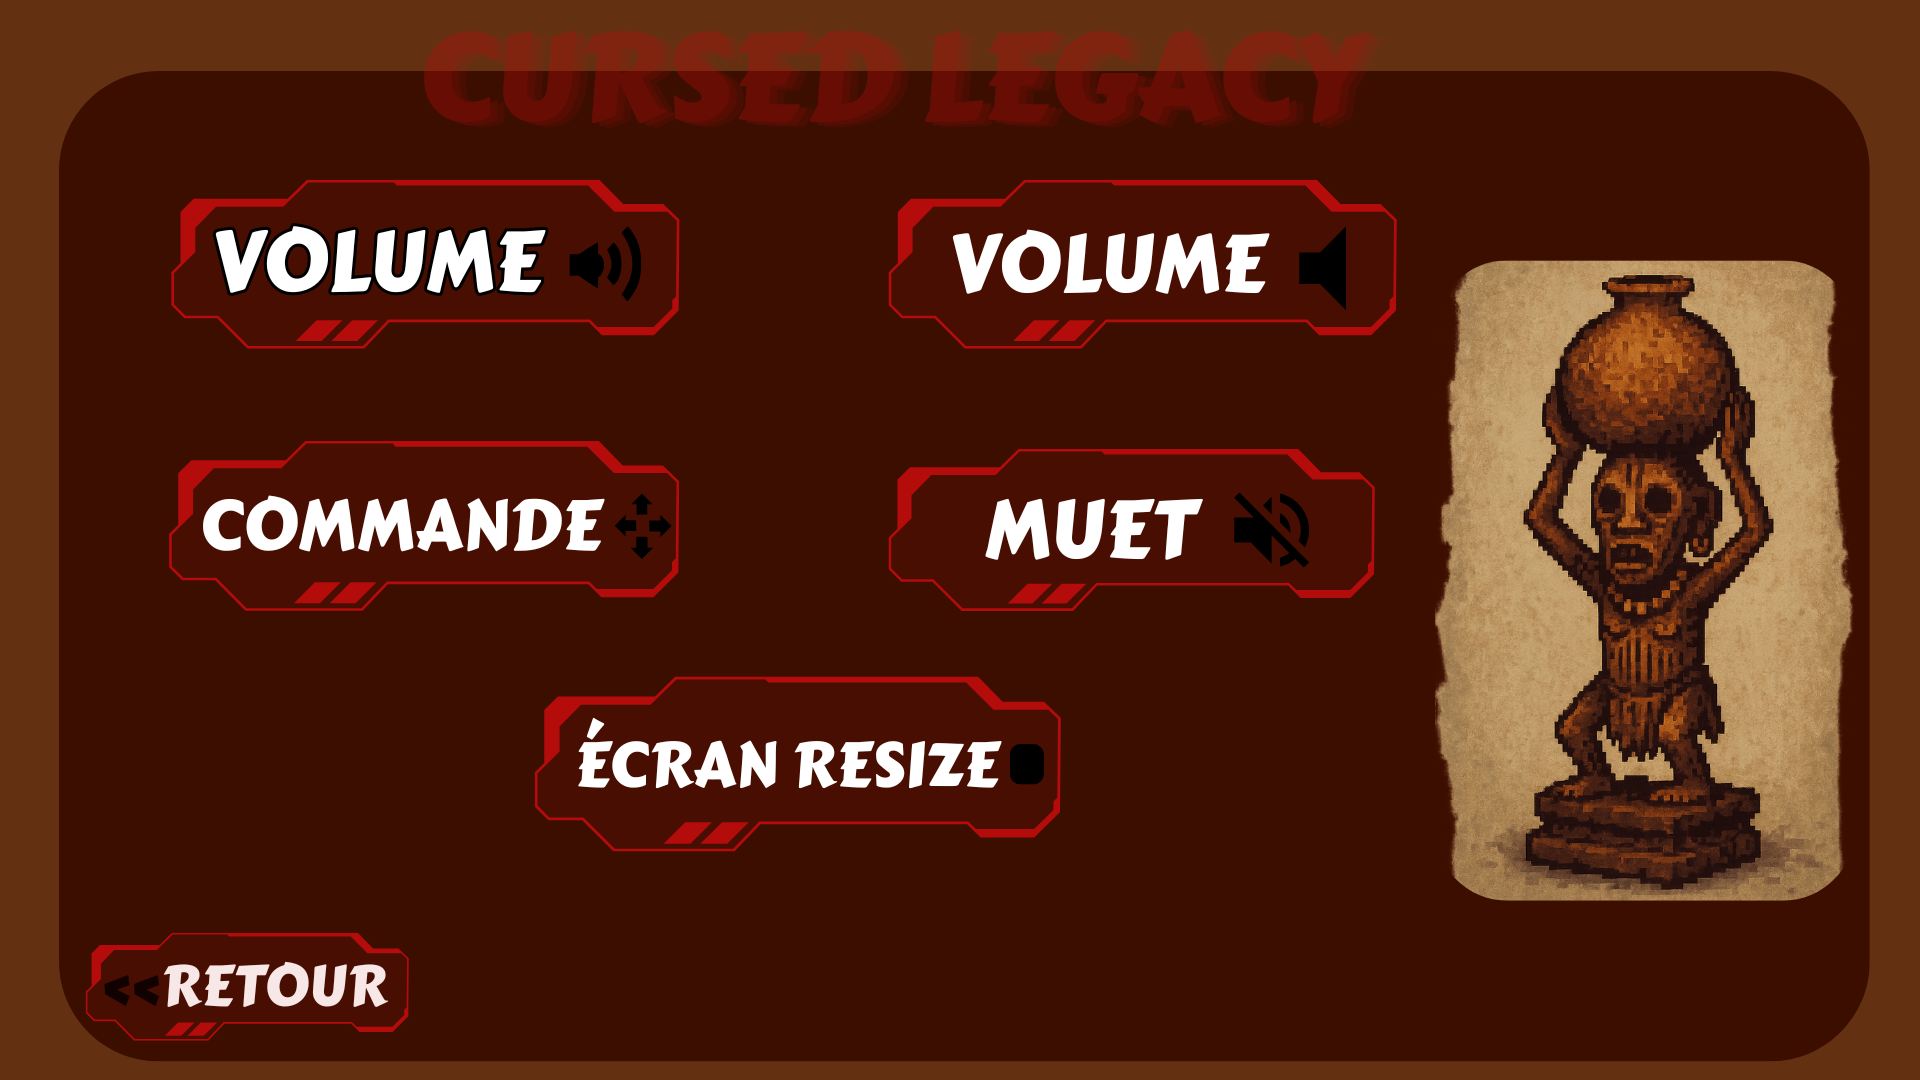 CURSED LEGACY
VOLUME
VOLUME
COMMANDE
MUET
ÉCRAN RESIZE
<<RETOUR